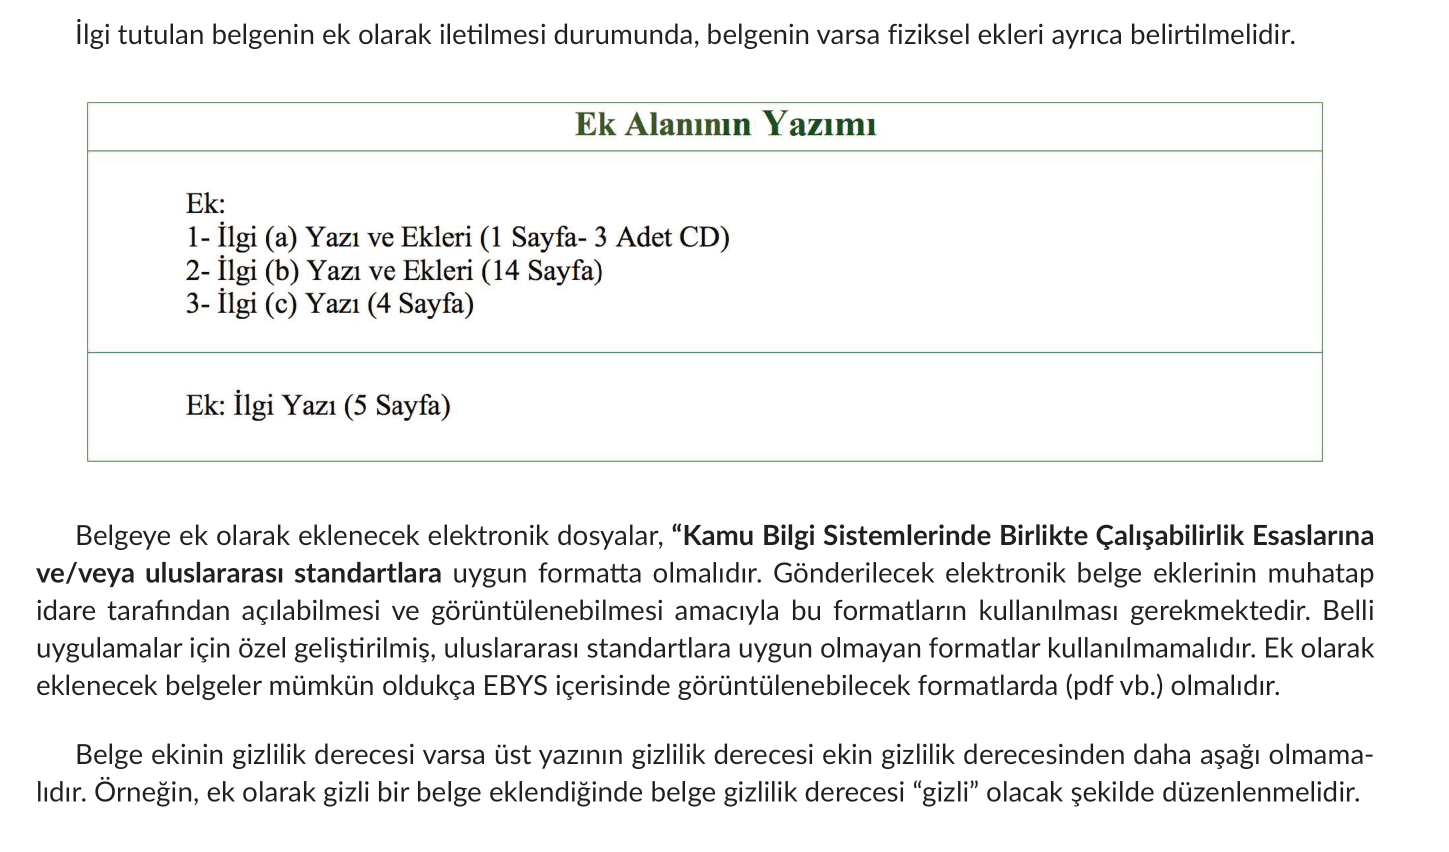 İlgi tutulan belgenin ek olarak iletilmesi durumunda, belgenin varsa fiziksel ekleri ayrıca belirtilmelidir.
Ek Alanının Yazımı
Ek:
1- İlgi (a) Yazı ve Ekleri (1 Sayfa- 3 Adet CD)
2- İlgi (b) Yazı ve Ekleri (14 Sayfa)
3- İlgi (c) Yazı (4 Sayfa)
Ek: İlgi Yazı (5 Sayfa)
Belgeye ek olarak eklenecek elektronik dosyalar, “Kamu Bilgi Sistemlerinde Birlikte Çalışabilirlik Esaslarına
ve/veya uluslararası standartlara uygun formatta olmalıdır. Gönderilecek elektronik belge eklerinin muhatap
idare tarafından açılabilmesi ve görüntülenebilmesi amacıyla bu formatların kullanılması gerekmektedir. Belli
uygulamalar için özel geliştirilmiş, uluslararası standartlara uygun olmayan formatlar kullanılmamalıdır. Ek olarak
eklenecek belgeler mümkün oldukça EBYS içerisinde görüntülenebilecek formatlarda (pdf vb.) olmalıdır.
Belge ekinin gizlilik derecesi varsa üst yazının gizlilik derecesi ekin gizlilik derecesinden daha aşağı olmama-
lıdır. Örneğin, ek olarak gizli bir belge eklendiğinde belge gizlilik derecesi “gizli” olacak şekilde düzenlenmelidir.